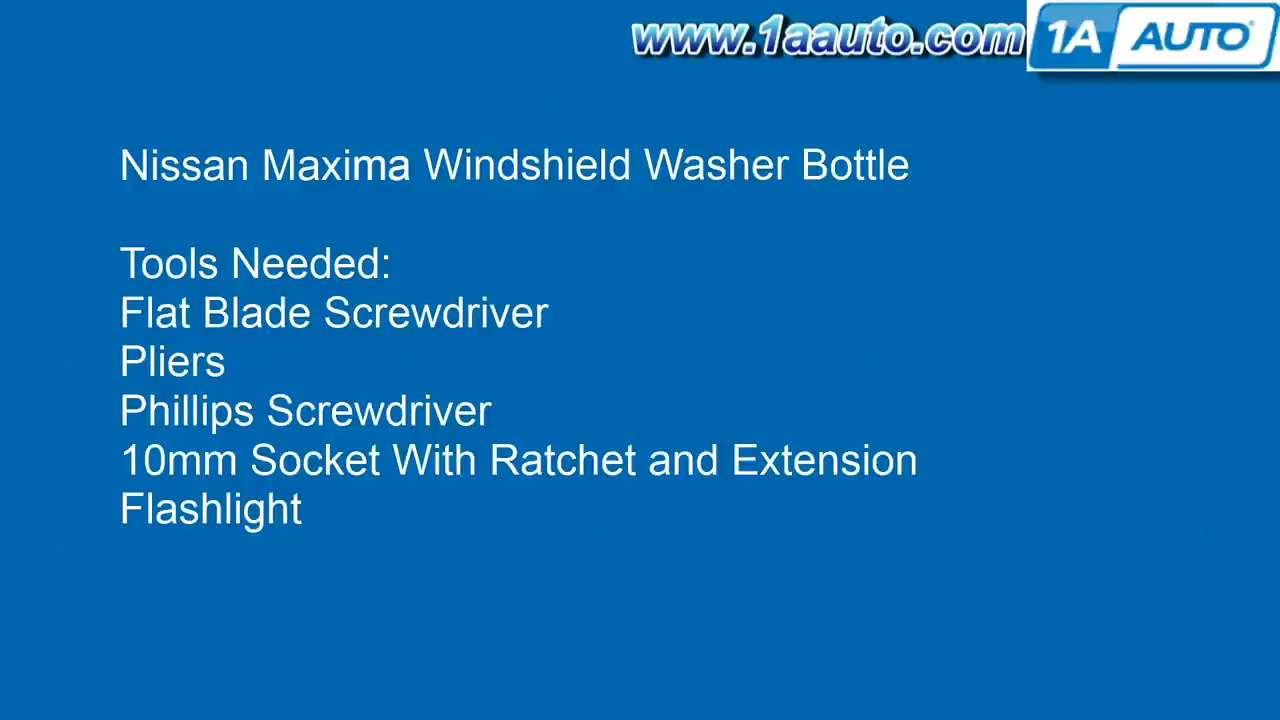 www.1aauto.com 1A AUTO®
Nissan Maxima Windshield Washer Bottle
Tools Needed:
Flat Blade Screwdriver
Pliers
Phillips Screwdriver
10mm Socket With Ratchet and Extension
Flashlight